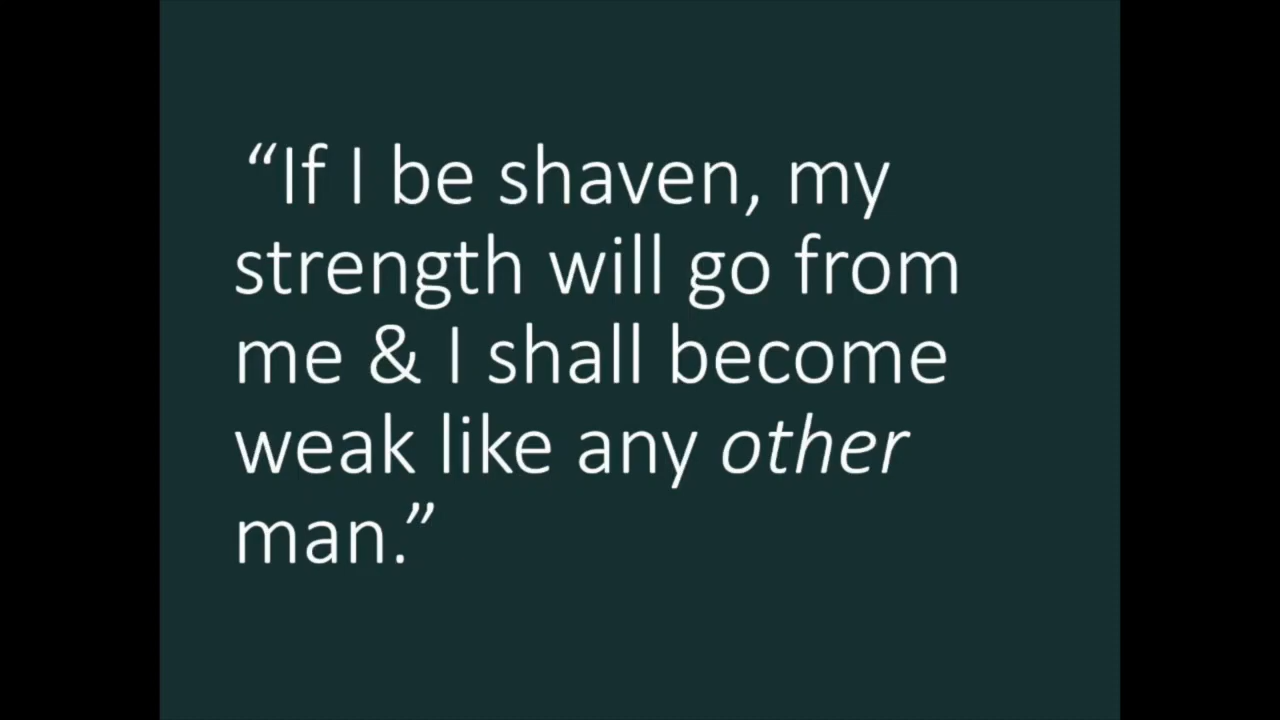 “If I be shaven, my
strength will go from
me & I shall become
weak like any other
man.”